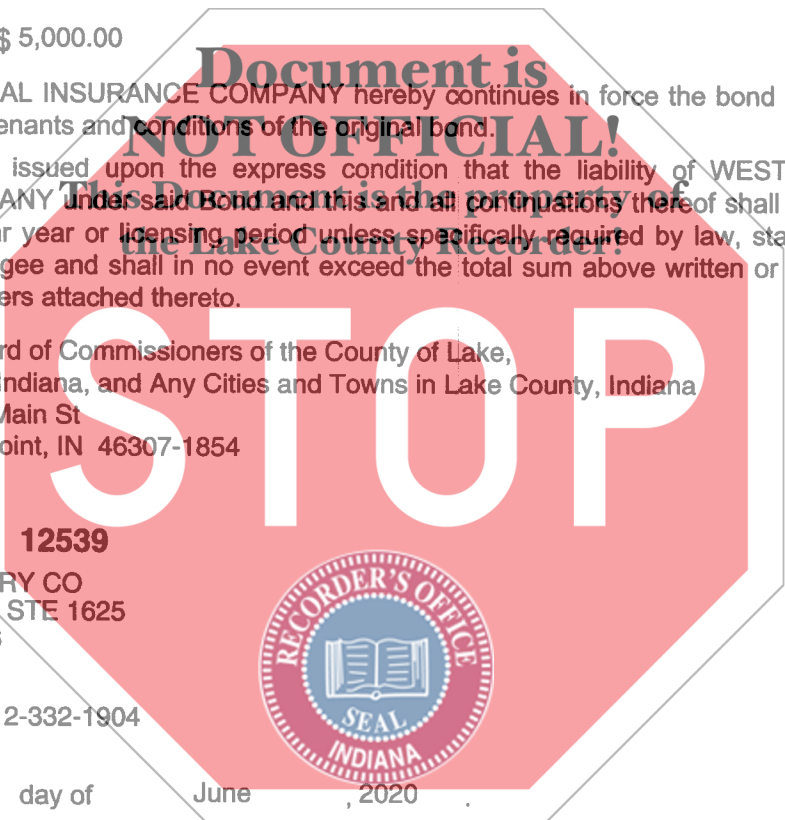 $ 5,000.00
Document is
AL INSURANCE COMPANY hereby continues in force the bond
enants and conditions of the original bond.
NOT OFFICIAL!
issued upon the express condition that the liability of WEST
This Document is the property of
ANY under said Bond and this and all continuations thereof shall
r year or licensing period unless specifically required by law, sta
the Lake County Recorder!
gee and shall in no event exceed the total sum above written or
ers attached thereto.
STOP
rd of Commissioners of the County of Lake,
Indiana, and Any Cities and Towns in Lake County, Indiana
Main St
oint, IN 46307-1854
12539
RY CO
STE 1625
RECORDER'S OFFICE
SEAL
INDIANA
2-332-1904
day of June , 2020 .